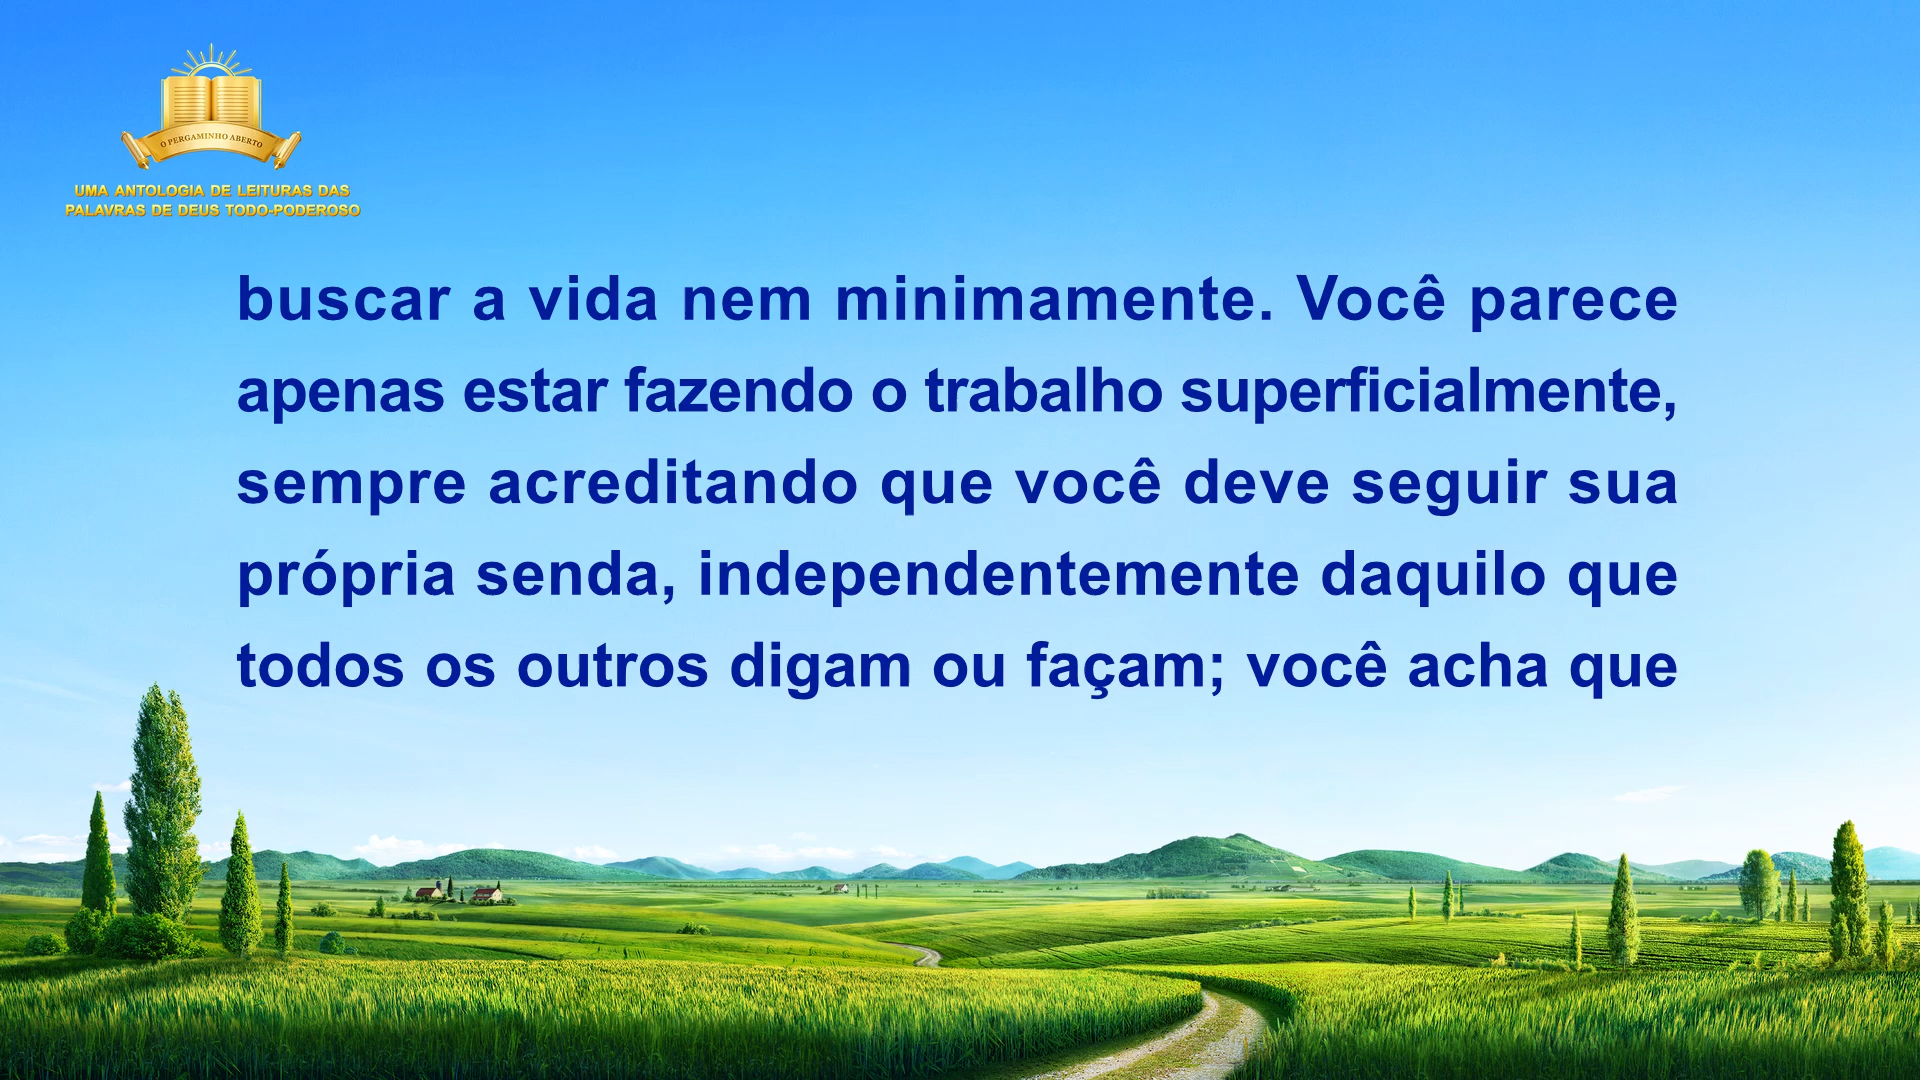 O PERGAMINHO ABERTO
UMA ANTOLOGIA DE LEITURAS DAS
PALAVRAS DE DEUS TODO-PODEROSO
buscar a vida nem minimamente. Você parece
apenas estar fazendo o trabalho superficialmente,
sempre acreditando que você deve seguir sua
própria senda, independentemente daquilo que
todos os outros digam ou façam; você acha que